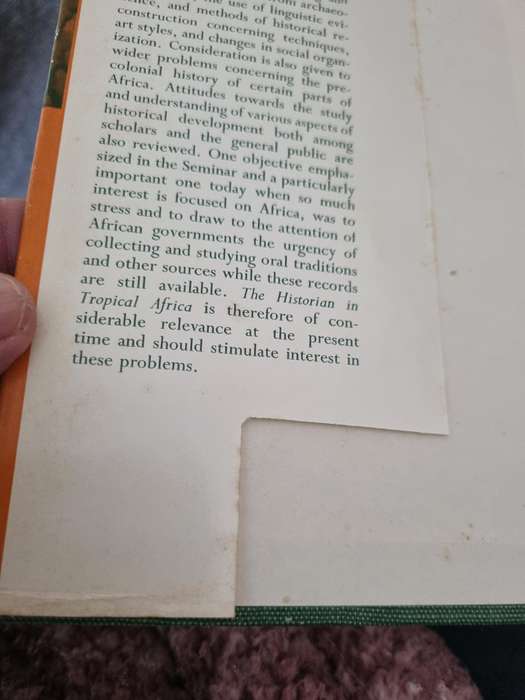 from archaeo-
the use of linguistic evi-
and methods of historical re-
construction concerning techniques,
art styles, and changes in social organ-
ization. Consideration is also given to
wider problems concerning the pre-
colonial history of certain parts of
Africa. Attitudes towards the study
and understanding of various aspects of
historical development both among
scholars and the general public are
also reviewed. One objective empha-
sized in the Seminar and a particularly
important one today when so much
interest is focused on Africa, was to
stress and to draw to the attention of
African governments the urgency of
collecting and studying oral traditions
and other sources while these records
are still available. The Historian in
Tropical Africa is therefore of con-
siderable relevance at the present
time and should stimulate interest in
these problems.